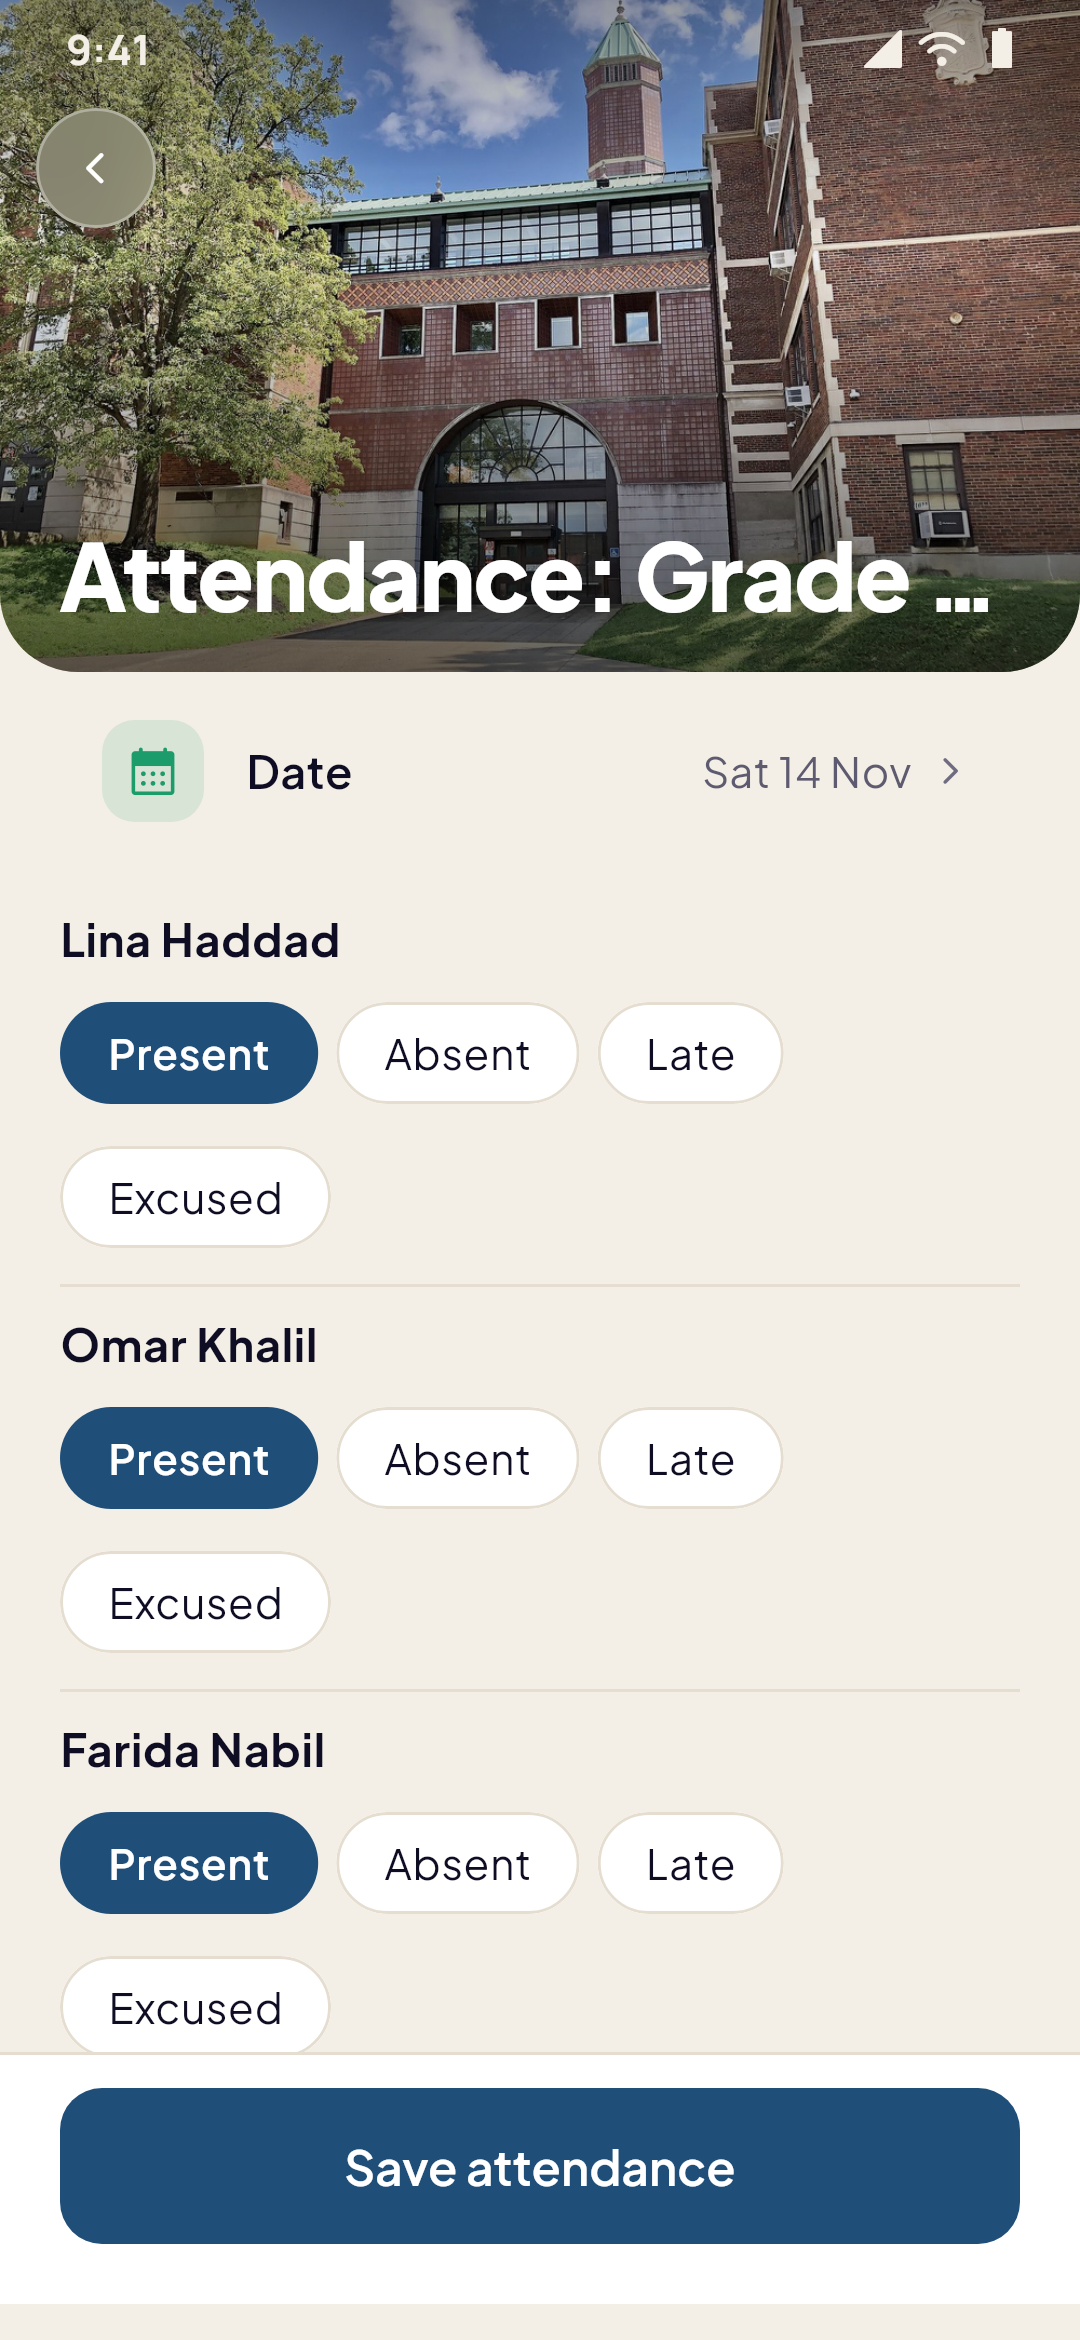 9:41
Attendance: Grade ...
Date
Sat 14 Nov
Lina Haddad
Present
Absent
Late
Excused
Omar Khalil
Present
Absent
Late
Excused
Farida Nabil
Present
Absent
Late
Excused
Save attendance